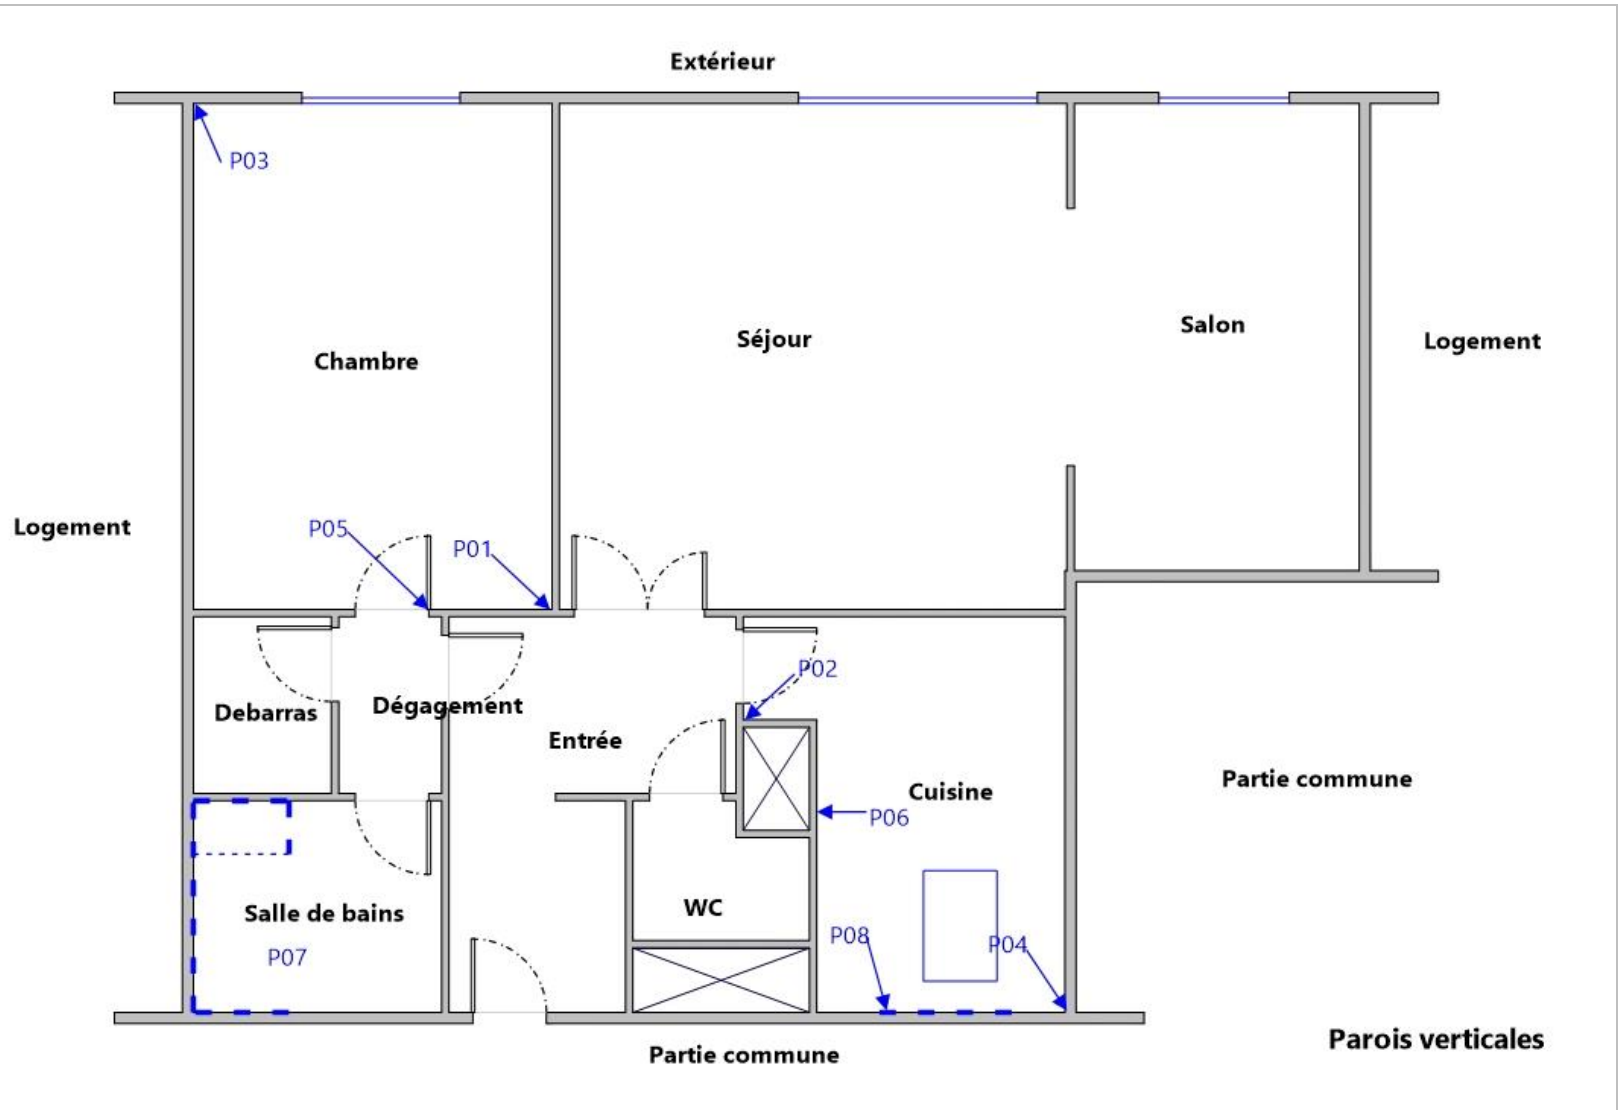 Extérieur
P03
Salon
Séjour
Logement
Chambre
Logement
P05
P01
P02
Dégagement
Debarras
Entrée
Partie commune
Cuisine
P06
WC
Salle de bains
P08
P04
P07
Parois verticales
Partie commune